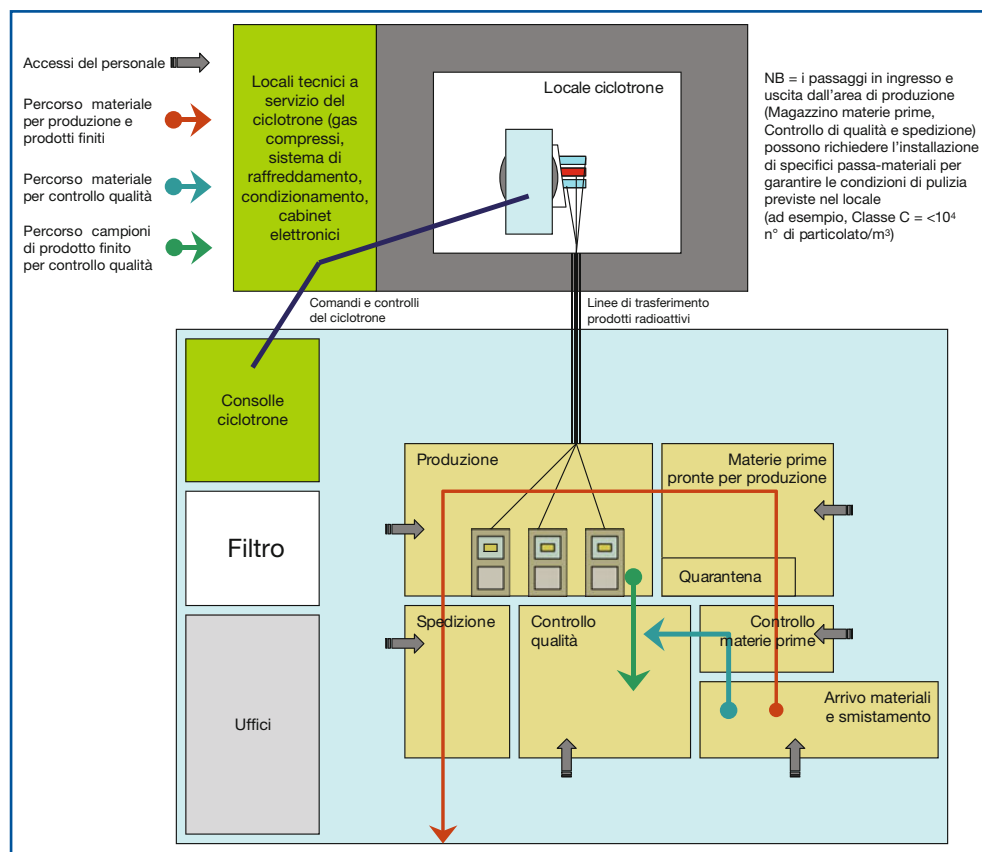 Accessi del personale
Percorso materiale
per produzione e
prodotti finiti
Percorso materiale
per controllo qualità
Percorso campioni
di prodotto finito
per controllo qualità
Locali tecnici a
servizio del
ciclotrone (gas
compressi,
sistema di
raffreddamento,
condizionamento,
cabinet
elettronici)
Locale ciclotrone
NB = i passaggi in ingresso e
uscita dall'area di produzione
(Magazzino materie prime,
Controllo di qualità e spedizione)
possono richiedere l'installazione
di specifici passa-materiali per
garantire le condizioni di pulizia
previste nel locale
(ad esempio, Classe C = <10⁴
n° di particolato/m³)
Comandi e controlli
del ciclotrone
Linee di trasferimento
prodotti radioattivi
Consolle
ciclotrone
Filtro
Uffici
Produzione
Materie prime
pronte per produzione
Quarantena
Spedizione
Controllo
qualità
Controllo
materie prime
Arrivo materiali
e smistamento